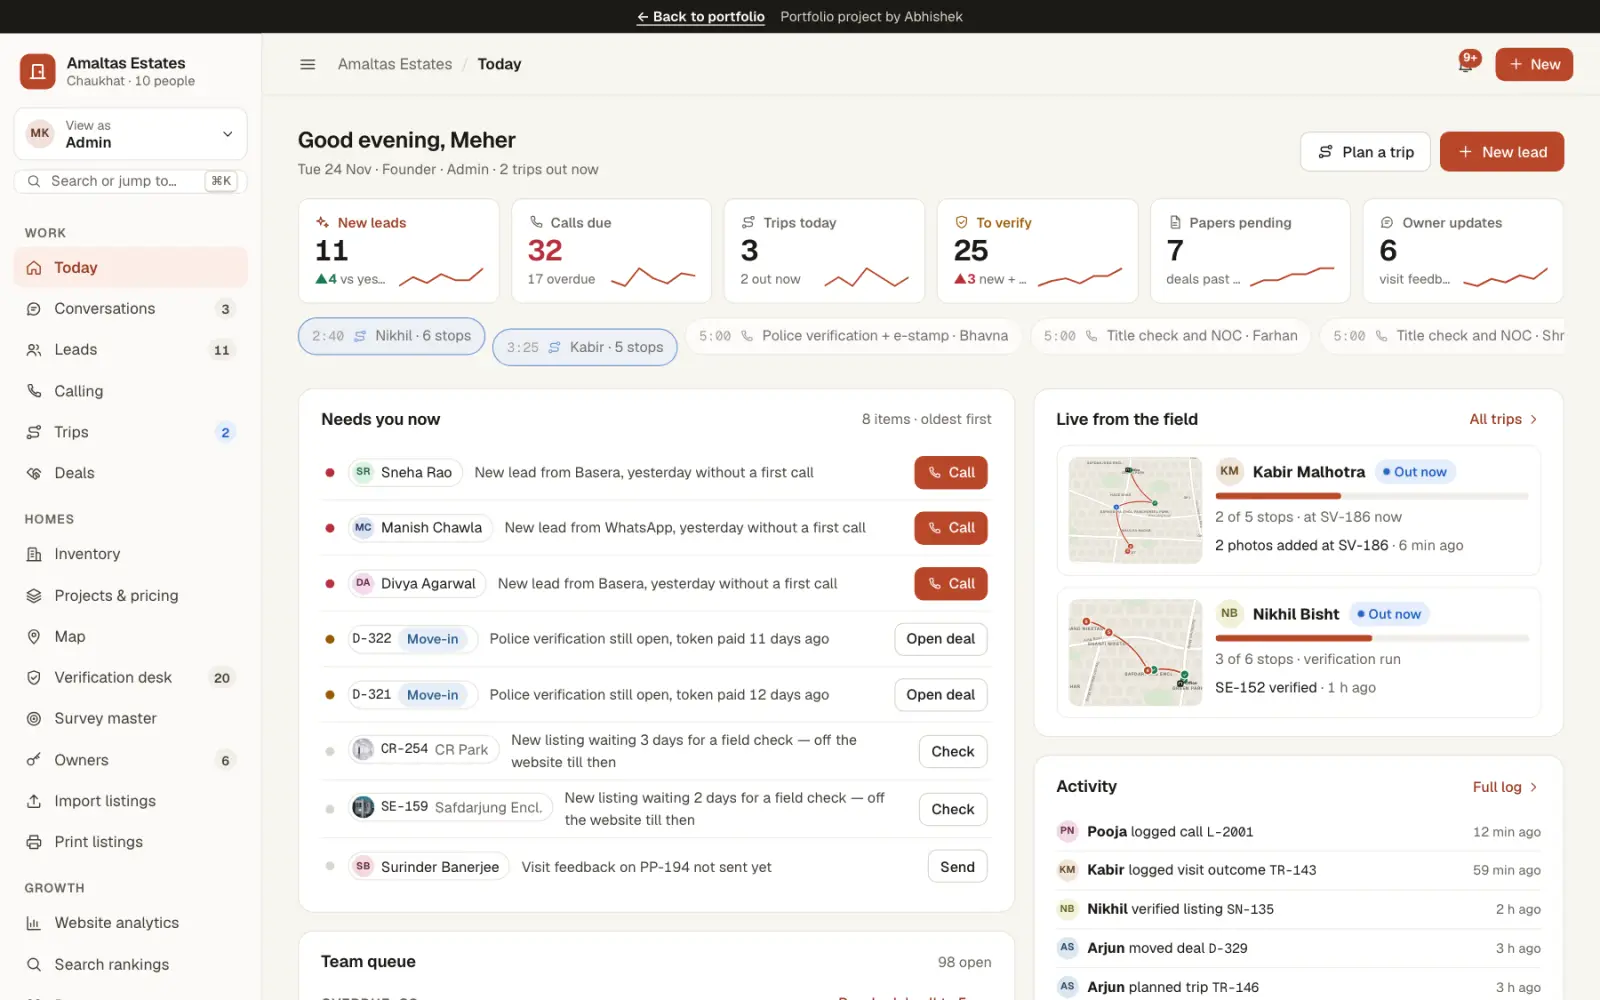 ← Back to portfolio Portfolio project by Abhishek
Amaltas Estates
Chaukhat · 10 people
MK
View as
Admin
Search or jump to… ⌘K
WORK
Today
Conversations 3
Leads 11
Calling
Trips 2
Deals
HOMES
Inventory
Projects & pricing
Map
Verification desk 20
Survey master
Owners 6
Import listings
Print listings
GROWTH
Website analytics
Search rankings
Amaltas Estates / Today
9+
+ New
Good evening, Meher
Tue 24 Nov · Founder · Admin · 2 trips out now
Plan a trip
+ New lead
New leads
11
▲4 vs yes…
Calls due
32
17 overdue
Trips today
3
2 out now
To verify
25
▲3 new + …
Papers pending
7
deals past …
Owner updates
6
visit feedb…
2:40 Nikhil · 6 stops
3:25 Kabir · 5 stops
5:00 Police verification + e-stamp · Bhavna
5:00 Title check and NOC · Farhan
5:00 Title check and NOC · Shr
Needs you now
8 items · oldest first
SR Sneha Rao New lead from Basera, yesterday without a first call Call
MC Manish Chawla New lead from WhatsApp, yesterday without a first call Call
DA Divya Agarwal New lead from Basera, yesterday without a first call Call
D-322 Move-in Police verification still open, token paid 11 days ago Open deal
D-321 Move-in Police verification still open, token paid 12 days ago Open deal
CR-254 CR Park New listing waiting 3 days for a field check — off the
website till then
Check
SE-159 Safdarjung Encl. New listing waiting 2 days for a field check — off
the website till then
Check
SB Surinder Banerjee Visit feedback on PP-194 not sent yet Send
Team queue
98 open
Live from the field
All trips
KM Kabir Malhotra Out now
2 of 5 stops · at SV-186 now
2 photos added at SV-186 · 6 min ago
NB Nikhil Bisht Out now
3 of 6 stops · verification run
SE-152 verified · 1 h ago
Activity
Full log
PN Pooja logged call L-2001 12 min ago
KM Kabir logged visit outcome TR-143 59 min ago
NB Nikhil verified listing SN-135 2 h ago
AS Arjun moved deal D-329 3 h ago
AS Arjun planned trip TR-146 3 h ago